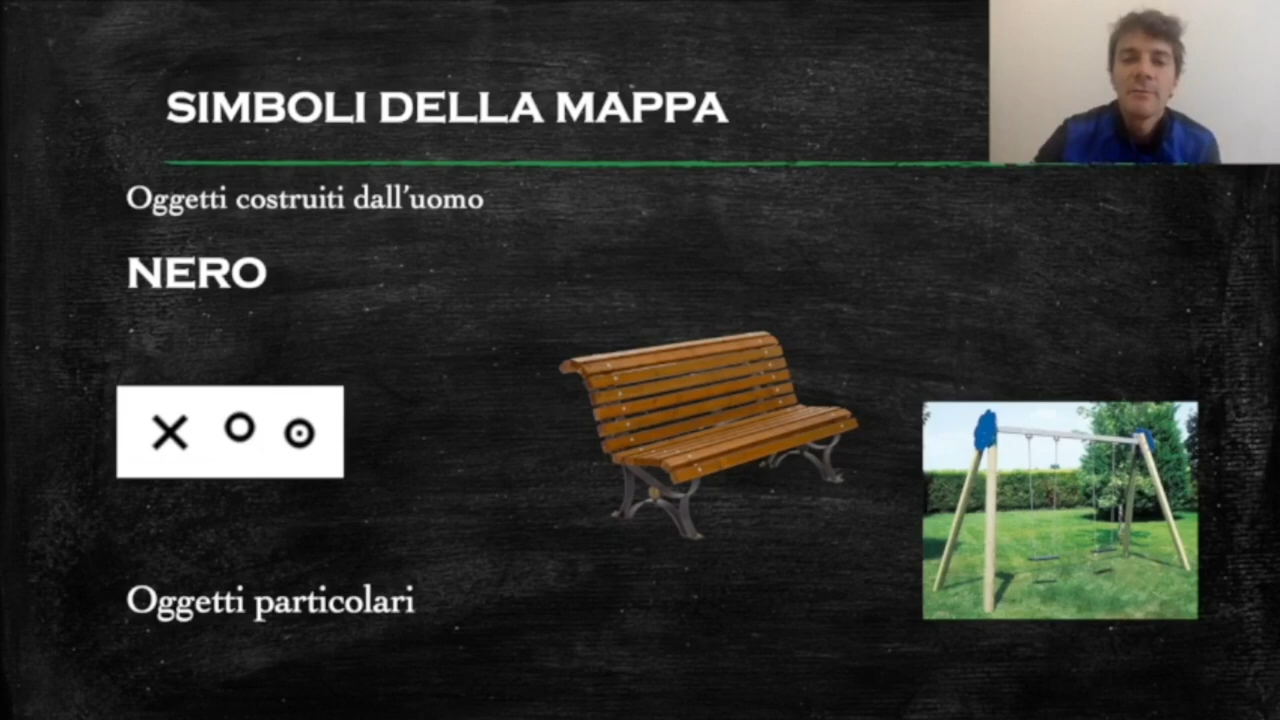 SIMBOLI DELLA MAPPA
Oggetti costruiti dall'uomo
NERO
Oggetti particolari